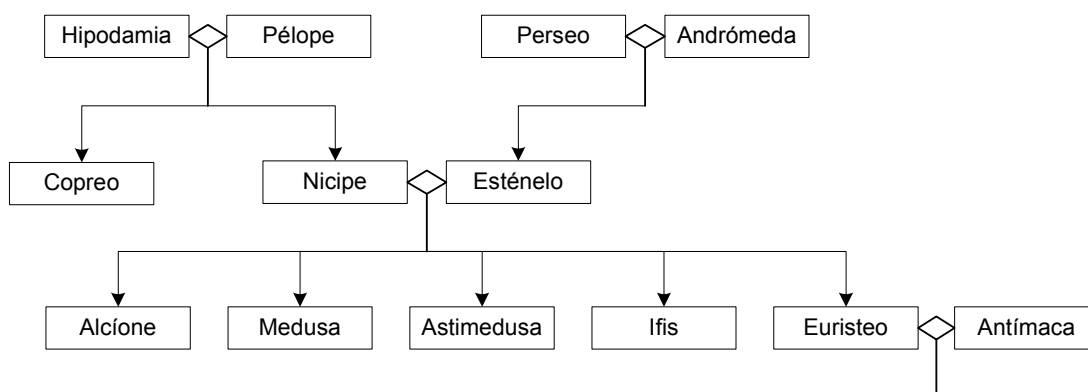 Hipodamia Pélope Perseo Andrómeda
Copreo Nicipe Esténelo
Alcíone Medusa Astimedusa Ifis Euristeo Antímaca